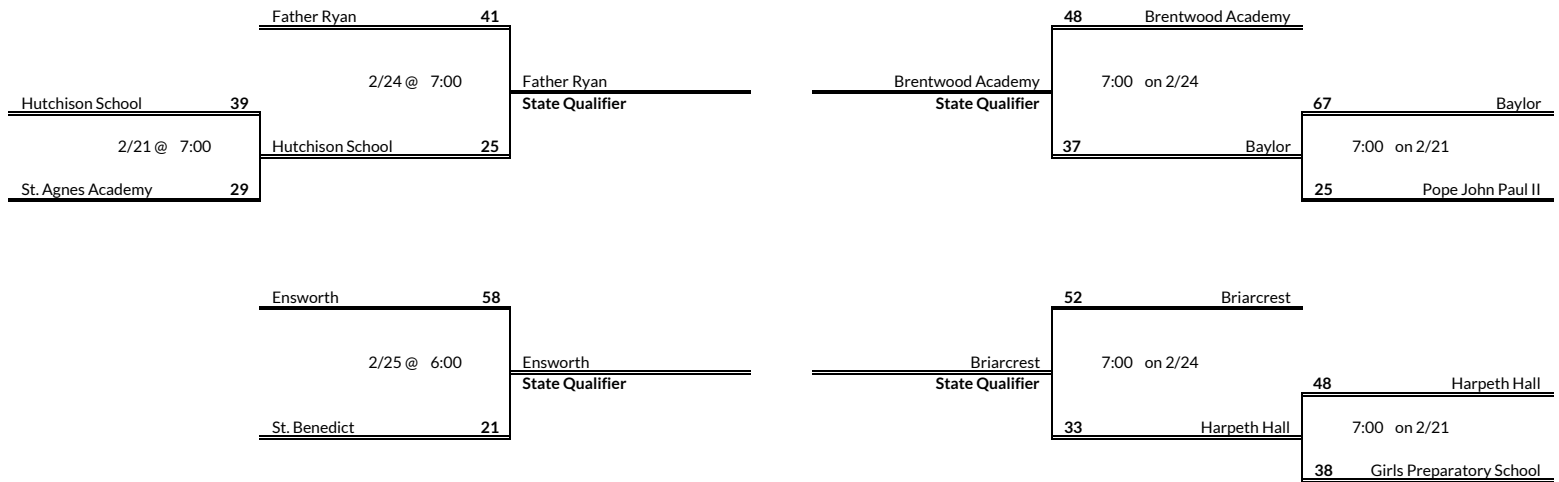 Father Ryan 41
2/24 @ 7:00
Father Ryan
State Qualifier
Hutchison School 39
2/21 @ 7:00
Hutchison School 25
St. Agnes Academy 29
48 Brentwood Academy
Brentwood Academy
State Qualifier
7:00 on 2/24
67 Baylor
37 Baylor
7:00 on 2/21
25 Pope John Paul II
Ensworth 58
2/25 @ 6:00
Ensworth
State Qualifier
St. Benedict 21
52 Briarcrest
Briarcrest
State Qualifier
7:00 on 2/24
48 Harpeth Hall
33 Harpeth Hall
7:00 on 2/21
38 Girls Preparatory School